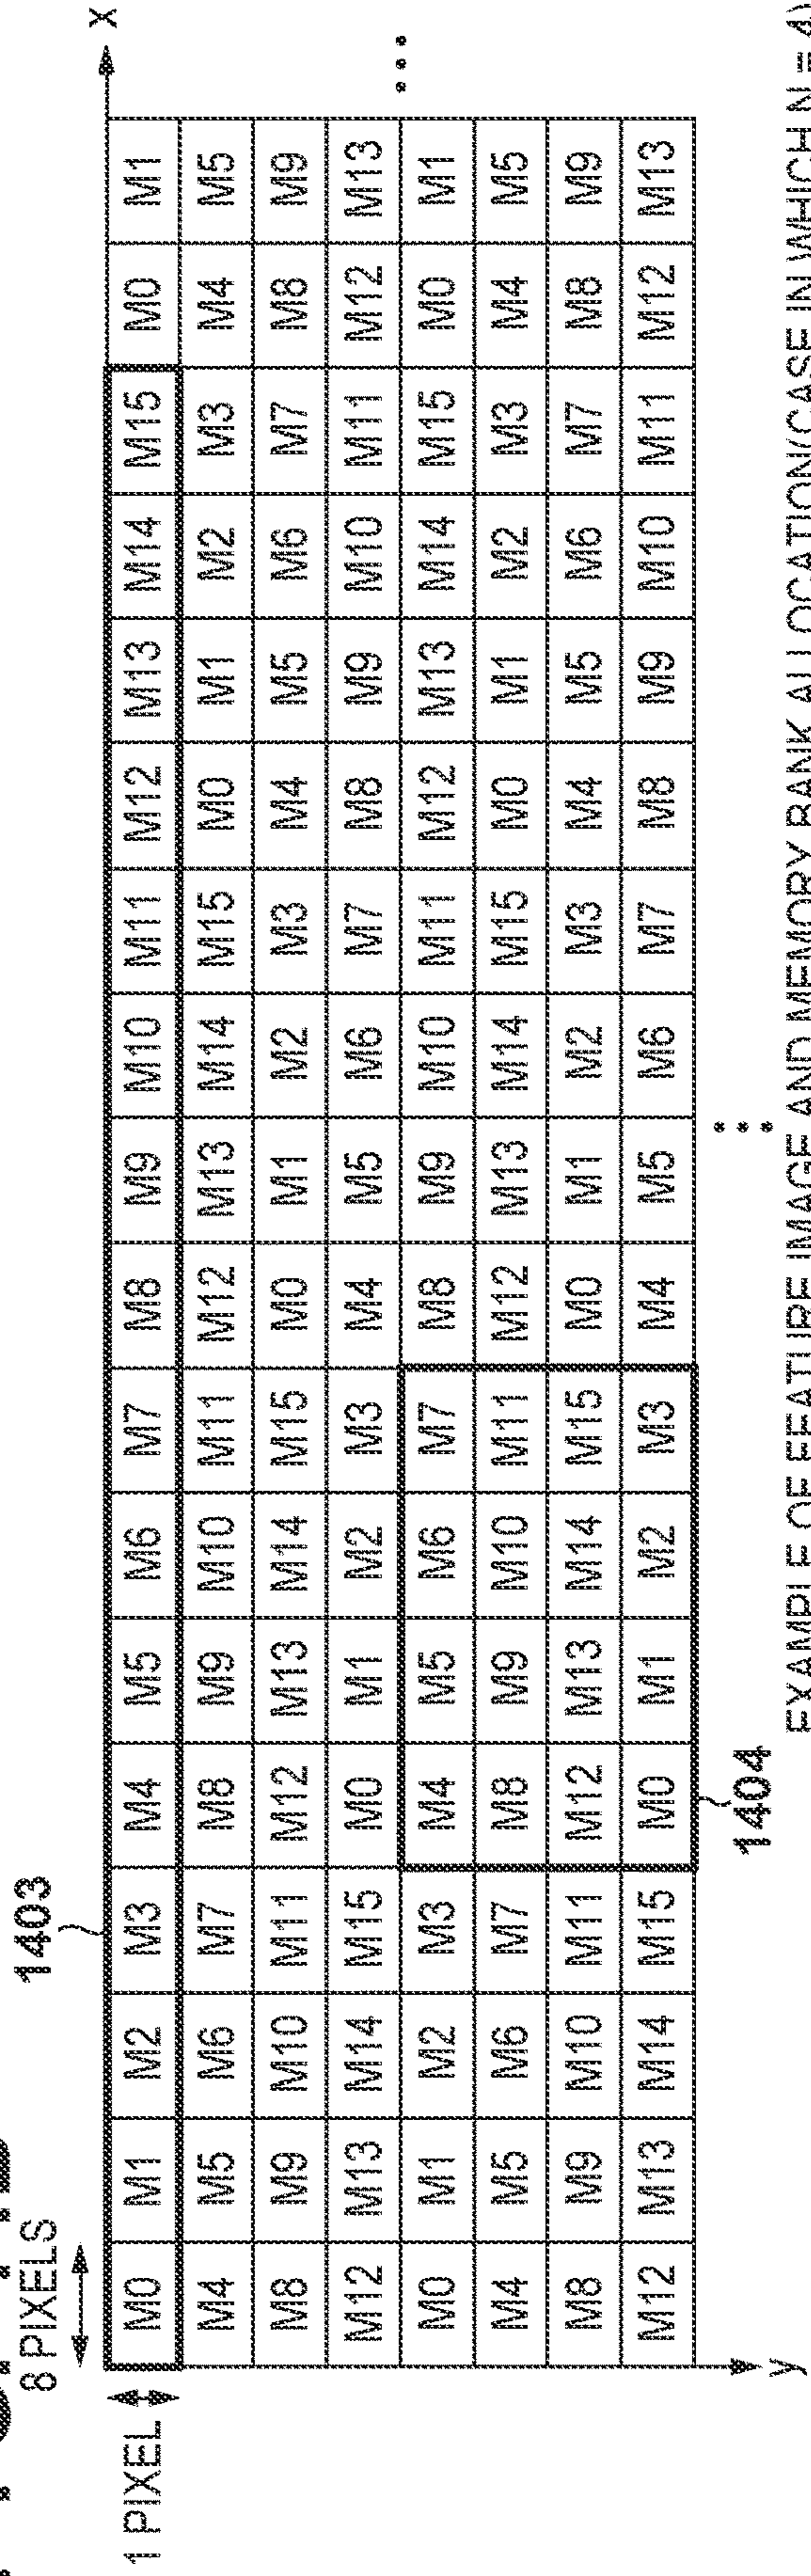 1403
8 PIXELS
1 PIXEL
X
M0 M1 M2 M3 M4 M5 M6 M7 M8 M9 M10 M11 M12 M13 M14 M15 M0 M1
M4 M5 M6 M7 M8 M9 M10 M11 M12 M13 M14 M15 M0 M1 M2 M3 M4 M5
M8 M9 M10 M11 M12 M13 M14 M15 M0 M1 M2 M3 M4 M5 M6 M7 M8 M9
M12 M13 M14 M15 M0 M1 M2 M3 M4 M5 M6 M7 M8 M9 M10 M11 M12 M13
...
M0 M1 M2 M3 M4 M5 M6 M7 M8 M9 M10 M11 M12 M13 M14 M15 M0 M1
M4 M5 M6 M7 M8 M9 M10 M11 M12 M13 M14 M15 M0 M1 M2 M3 M4 M5
M8 M9 M10 M11 M12 M13 M14 M15 M0 M1 M2 M3 M4 M5 M6 M7 M8 M9
M12 M13 M14 M15 M0 M1 M2 M3 M4 M5 M6 M7 M8 M9 M10 M11 M12 M13
...
y
1404
EXAMPLE OF FEATURE IMAGE AND MEMORY BANK ALLOCATION(CASE IN WHICH N = 4)